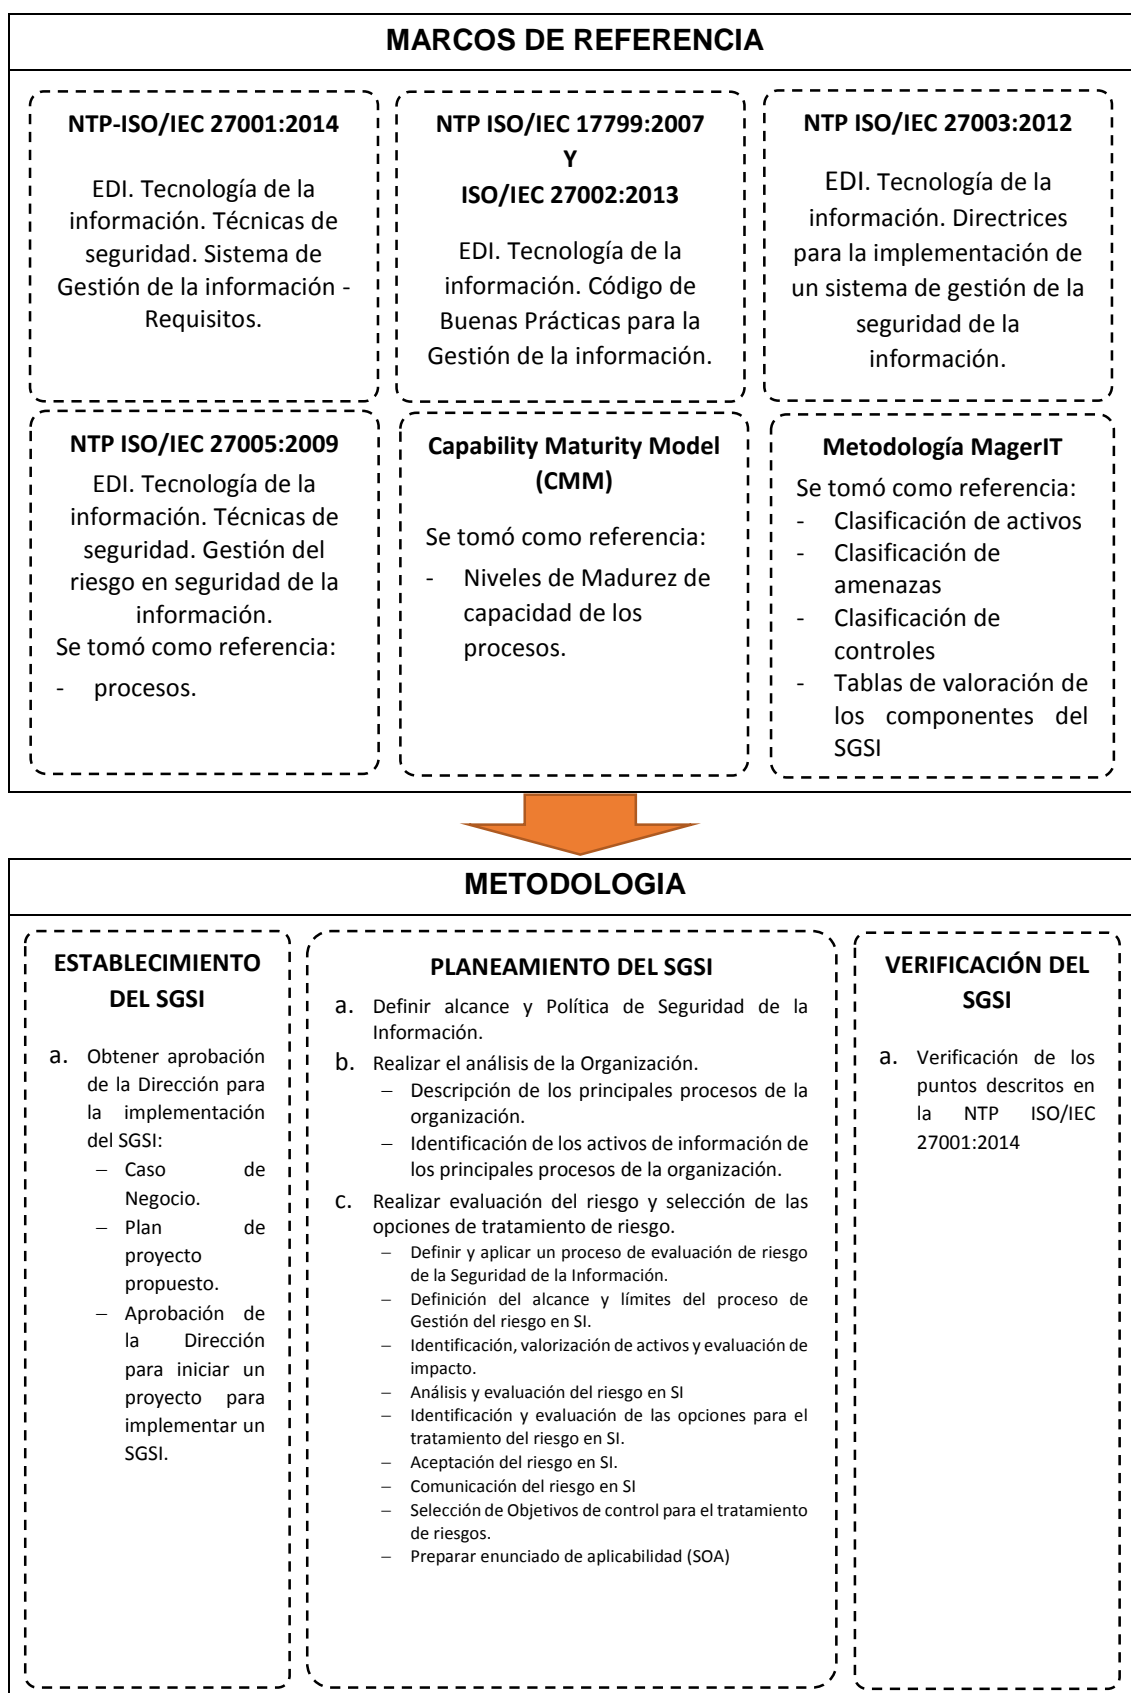 MARCOS DE REFERENCIA
NTP-ISO/IEC 27001:2014
EDI. Tecnología de la
información. Técnicas de
seguridad. Sistema de
Gestión de la información -
Requisitos.
NTP ISO/IEC 17799:2007
Y
ISO/IEC 27002:2013
EDI. Tecnología de la
información. Código de
Buenas Prácticas para la
Gestión de la información.
NTP ISO/IEC 27003:2012
EDI. Tecnología de la
información. Directrices
para la implementación de
un sistema de gestión de la
seguridad de la
información.
NTP ISO/IEC 27005:2009
EDI. Tecnología de la
información. Técnicas de
seguridad. Gestión del
riesgo en seguridad de la
información.
Se tomó como referencia:
- procesos.
Capability Maturity Model
(CMM)
Se tomó como referencia:
- Niveles de Madurez de
capacidad de los
procesos.
Metodología MagerIT
Se tomó como referencia:
- Clasificación de activos
- Clasificación de
amenazas
- Clasificación de
controles
- Tablas de valoración de
los componentes del
SGSI
METODOLOGIA
ESTABLECIMIENTO
DEL SGSI
a. Obtener aprobación
de la Dirección para
la implementación
del SGSI:
– Caso de
Negocio.
– Plan de
proyecto
propuesto.
– Aprobación de
la Dirección
para iniciar un
proyecto para
implementar un
SGSI.
PLANEAMIENTO DEL SGSI
a. Definir alcance y Política de Seguridad de la
Información.
b. Realizar el análisis de la Organización.
– Descripción de los principales procesos de la
organización.
– Identificación de los activos de información de
los principales procesos de la organización.
c. Realizar evaluación del riesgo y selección de las
opciones de tratamiento de riesgo.
– Definir y aplicar un proceso de evaluación de riesgo
de la Seguridad de la Información.
– Definición del alcance y límites del proceso de
Gestión del riesgo en SI.
– Identificación, valorización de activos y evaluación de
impacto.
– Análisis y evaluación del riesgo en SI
– Identificación y evaluación de las opciones para el
tratamiento del riesgo en SI.
– Aceptación del riesgo en SI.
– Comunicación del riesgo en SI
– Selección de Objetivos de control para el tratamiento
de riesgos.
– Preparar enunciado de aplicabilidad (SOA)
VERIFICACIÓN DEL
SGSI
a. Verificación de los
puntos descritos en
la NTP ISO/IEC
27001:2014